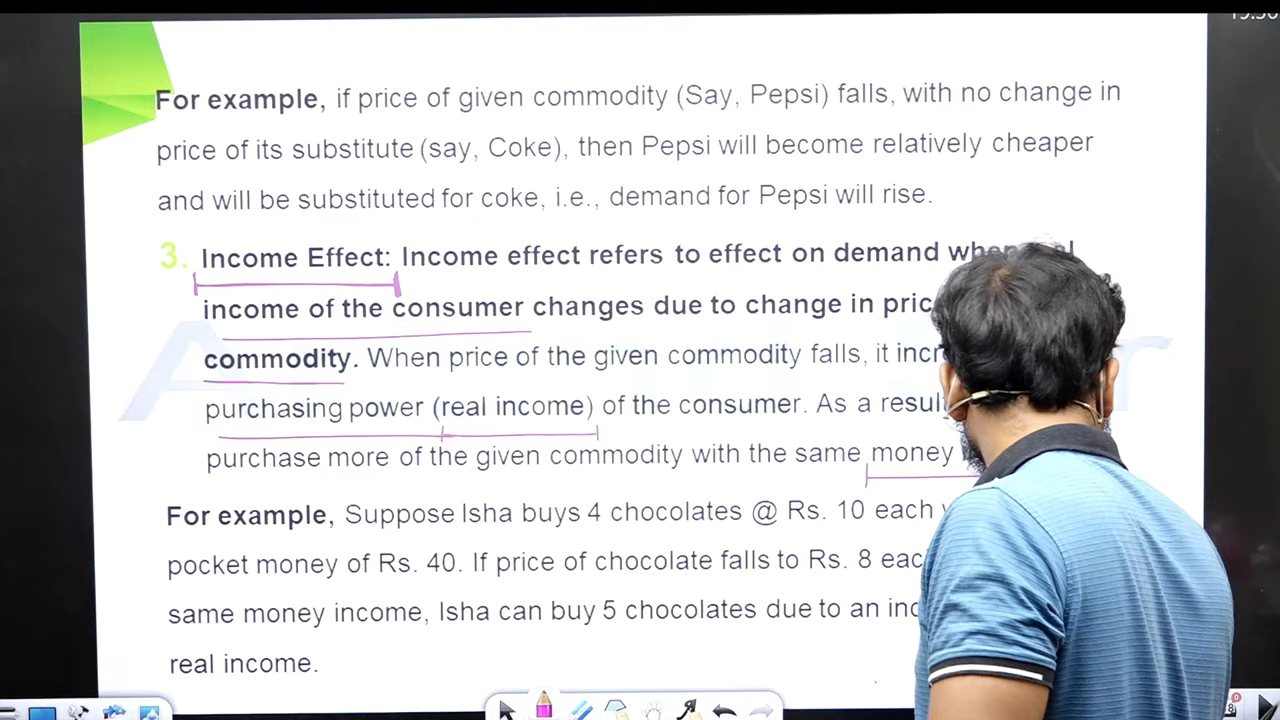 For example, if price of given commodity (Say, Pepsi) falls, with no change in
price of its substitute (say, Coke), then Pepsi will become relatively cheaper
and will be substituted for coke, i.e., demand for Pepsi will rise.
3. Income Effect: Income effect refers to effect on demand when
income of the consumer changes due to change in
commodity. When price of the given commodity falls, it
purchasing power (real income) of the consumer. As a
purchase more of the given commodity with the same money
For example, Suppose Isha buys 4 chocolates @ Rs. 10 each
pocket money of Rs. 40. If price of chocolate falls to Rs. 8
same money income, Isha can buy 5 chocolates due to an
real income.